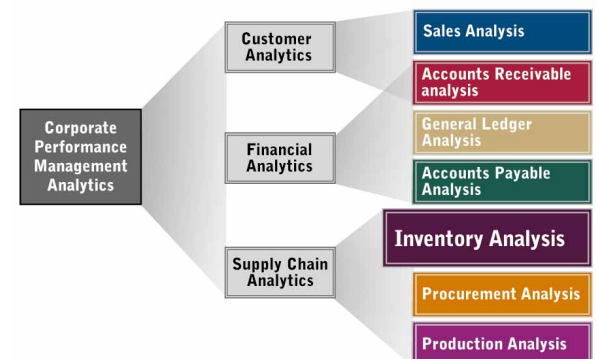 Corporate
Performance
Management
Analytics
Customer
Analytics
Financial
Analytics
Supply Chain
Analytics
Sales Analysis
Accounts Receivable
analysis
General Ledger
Analysis
Accounts Payable
Analysis
Inventory Analysis
Procurement Analysis
Production Analysis